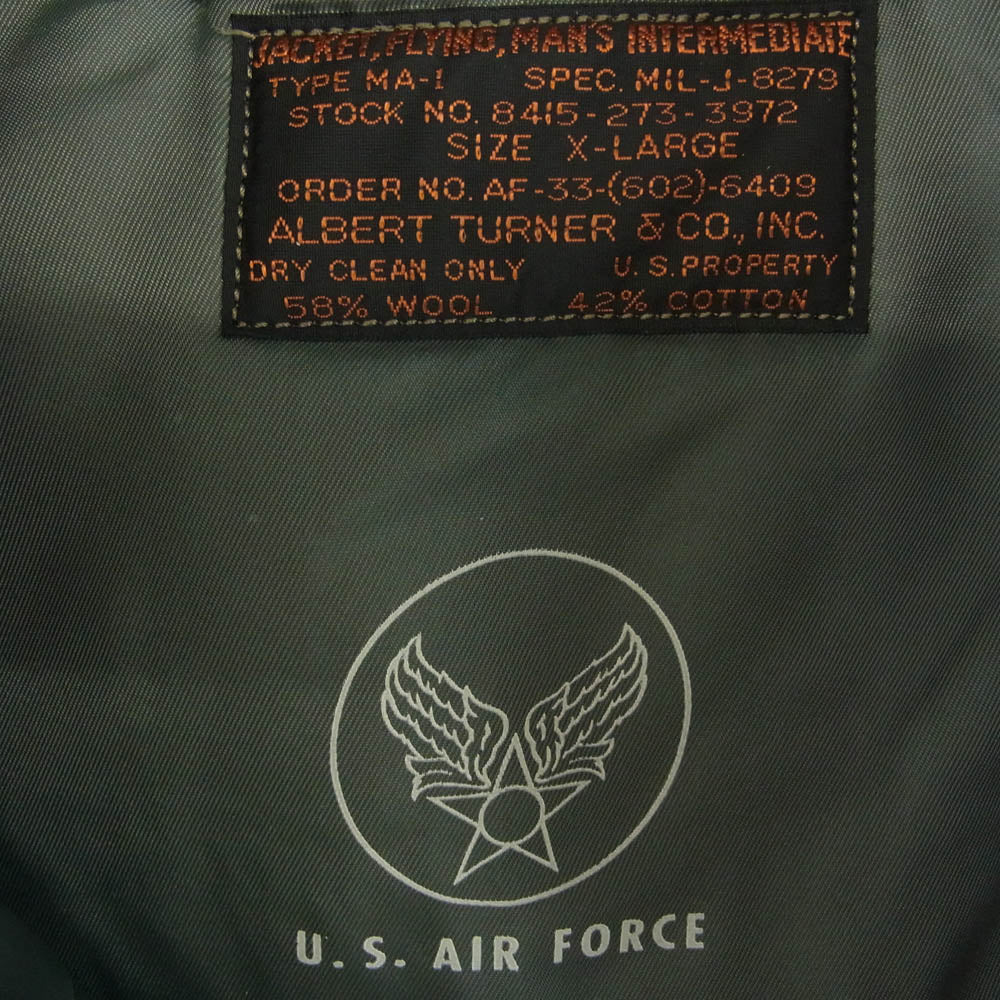 JACKET, FLYING, MAN'S INTERMEDIATE
TYPE MA-1 SPEC. MIL-J-8279
STOCK NO. 8415-273-3972
SIZE X-LARGE
ORDER NO. AF-33-(602)-6409
ALBERT TURNER & CO., INC.
DRY CLEAN ONLY U.S. PROPERTY
58% WOOL 42% COTTON
U.S. AIR FORCE